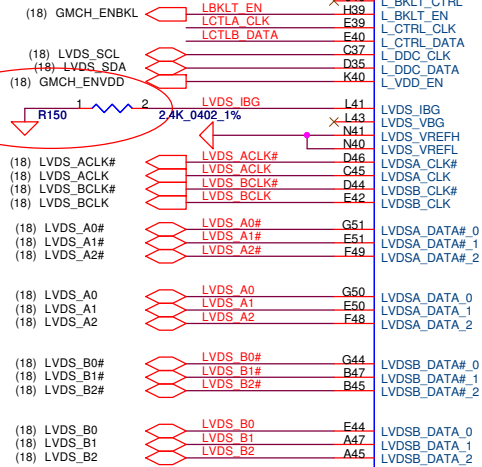 L_BKLT_CTRL
(18) GMCH_ENBKL LBKLT_EN H39 L_BKLT_EN
LCTLA_CLK E39 L_CTRL_CLK
LCTLB_DATA E40 L_CTRL_DATA
(18) LVDS_SCL C37 L_DDC_CLK
(18) LVDS_SDA D35 L_DDC_DATA
(18) GMCH_ENVDD K40 L_VDD_EN
1 2 LVDS_IBG L41 LVDS_IBG
R150 2.4K_0402_1% L43 LVDS_VBG
N41 LVDS_VREFH
N40 LVDS_VREFL
(18) LVDS_ACLK# LVDS_ACLK# D46 LVDSA_CLK#
(18) LVDS_ACLK LVDS_ACLK C45 LVDSA_CLK
(18) LVDS_BCLK# LVDS_BCLK# D44 LVDSB_CLK#
(18) LVDS_BCLK LVDS_BCLK E42 LVDSB_CLK
(18) LVDS_A0# LVDS_A0# G51 LVDSA_DATA#_0
(18) LVDS_A1# LVDS_A1# E51 LVDSA_DATA#_1
(18) LVDS_A2# LVDS_A2# F49 LVDSA_DATA#_2
(18) LVDS_A0 LVDS_A0 G50 LVDSA_DATA_0
(18) LVDS_A1 LVDS_A1 E50 LVDSA_DATA_1
(18) LVDS_A2 LVDS_A2 F48 LVDSA_DATA_2
(18) LVDS_B0# LVDS_B0# G44 LVDSB_DATA#_0
(18) LVDS_B1# LVDS_B1# B47 LVDSB_DATA#_1
(18) LVDS_B2# LVDS_B2# B45 LVDSB_DATA#_2
(18) LVDS_B0 LVDS_B0 E44 LVDSB_DATA_0
(18) LVDS_B1 LVDS_B1 A47 LVDSB_DATA_1
(18) LVDS_B2 LVDS_B2 A45 LVDSB_DATA_2